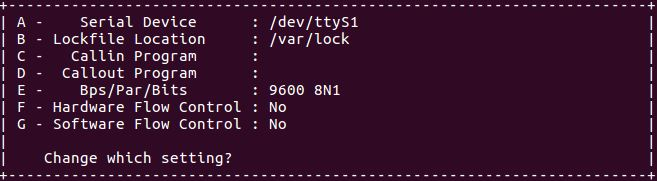 +-----------------------------------------------------------------------+
| A -    Serial Device      : /dev/ttyS1                                |
| B - Lockfile Location     : /var/lock                                 |
| C -   Callin Program      :                                           |
| D -  Callout Program      :                                           |
| E -    Bps/Par/Bits       : 9600 8N1                                  |
| F - Hardware Flow Control : No                                        |
| G - Software Flow Control : No                                        |
|                                                                       |
|    Change which setting?                                              |
+-----------------------------------------------------------------------+